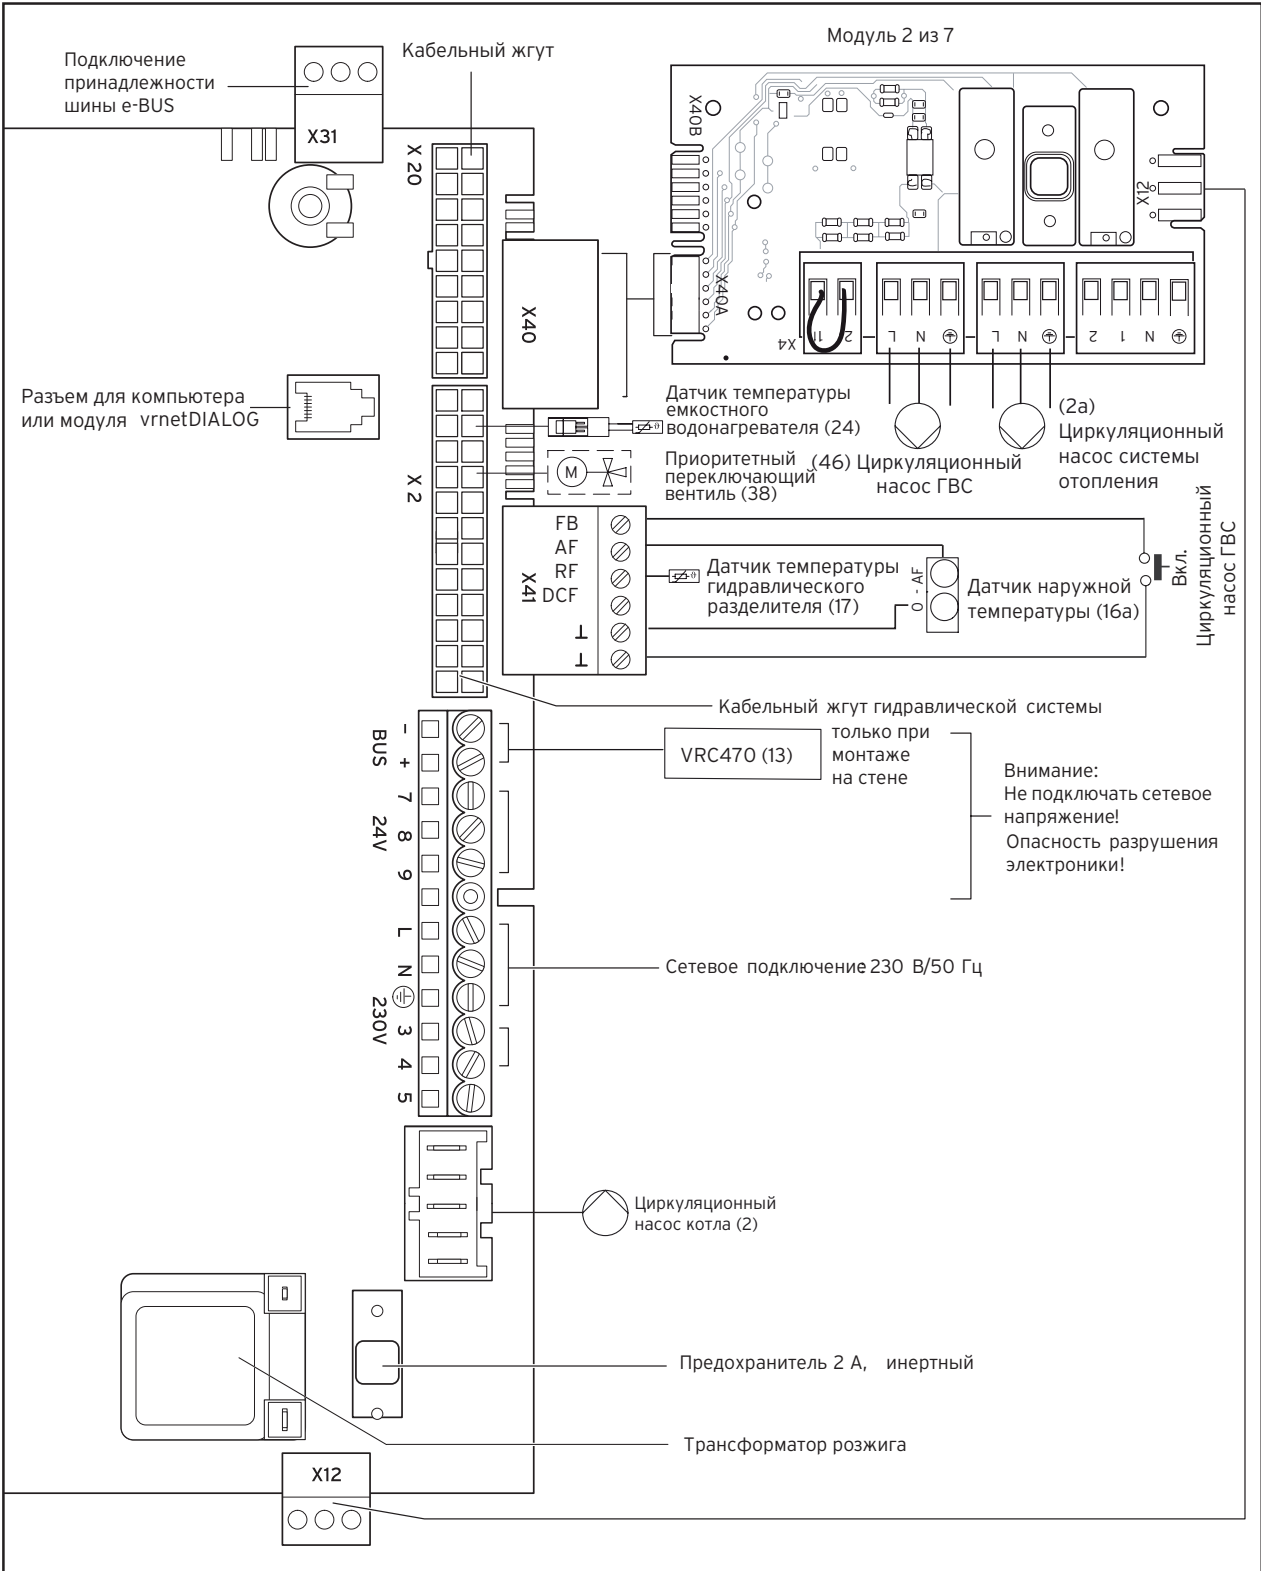 Модуль 2 из 7
Подключение
принадлежности
шины e-BUS
Кабельный жгут
X31
X 20
X40B
X40A
X12
X40
X4
1
2
L
N
L
N
2
1
N
Разъем для компьютера
или модуля vrnetDIALOG
Датчик температуры
емкостного
водонагревателя (24)
(2a)
Циркуляционный
насос системы
отопления
Приоритетный
переключающий
вентиль (38)
(46) Циркуляционный
насос ГВС
M
X 2
X41
FB
AF
RF
DCF
Датчик температуры
гидравлического
разделителя (17)
0 - AF
Датчик наружной
температуры (16a)
Вкл.
Циркуляционный
насос ГВС
Кабельный жгут гидравлической системы
BUS
-
+
VRC470 (13)
только при
монтаже
на стене
Внимание:
Не подключать сетевое
напряжение!
Опасность разрушения
электроники!
24V
7
8
9
L
N
Сетевое подключение: 230 В/50 Гц
230V
3
4
5
Циркуляционный
насос котла (2)
Предохранитель 2 А, инертный
Трансформатор розжига
X12